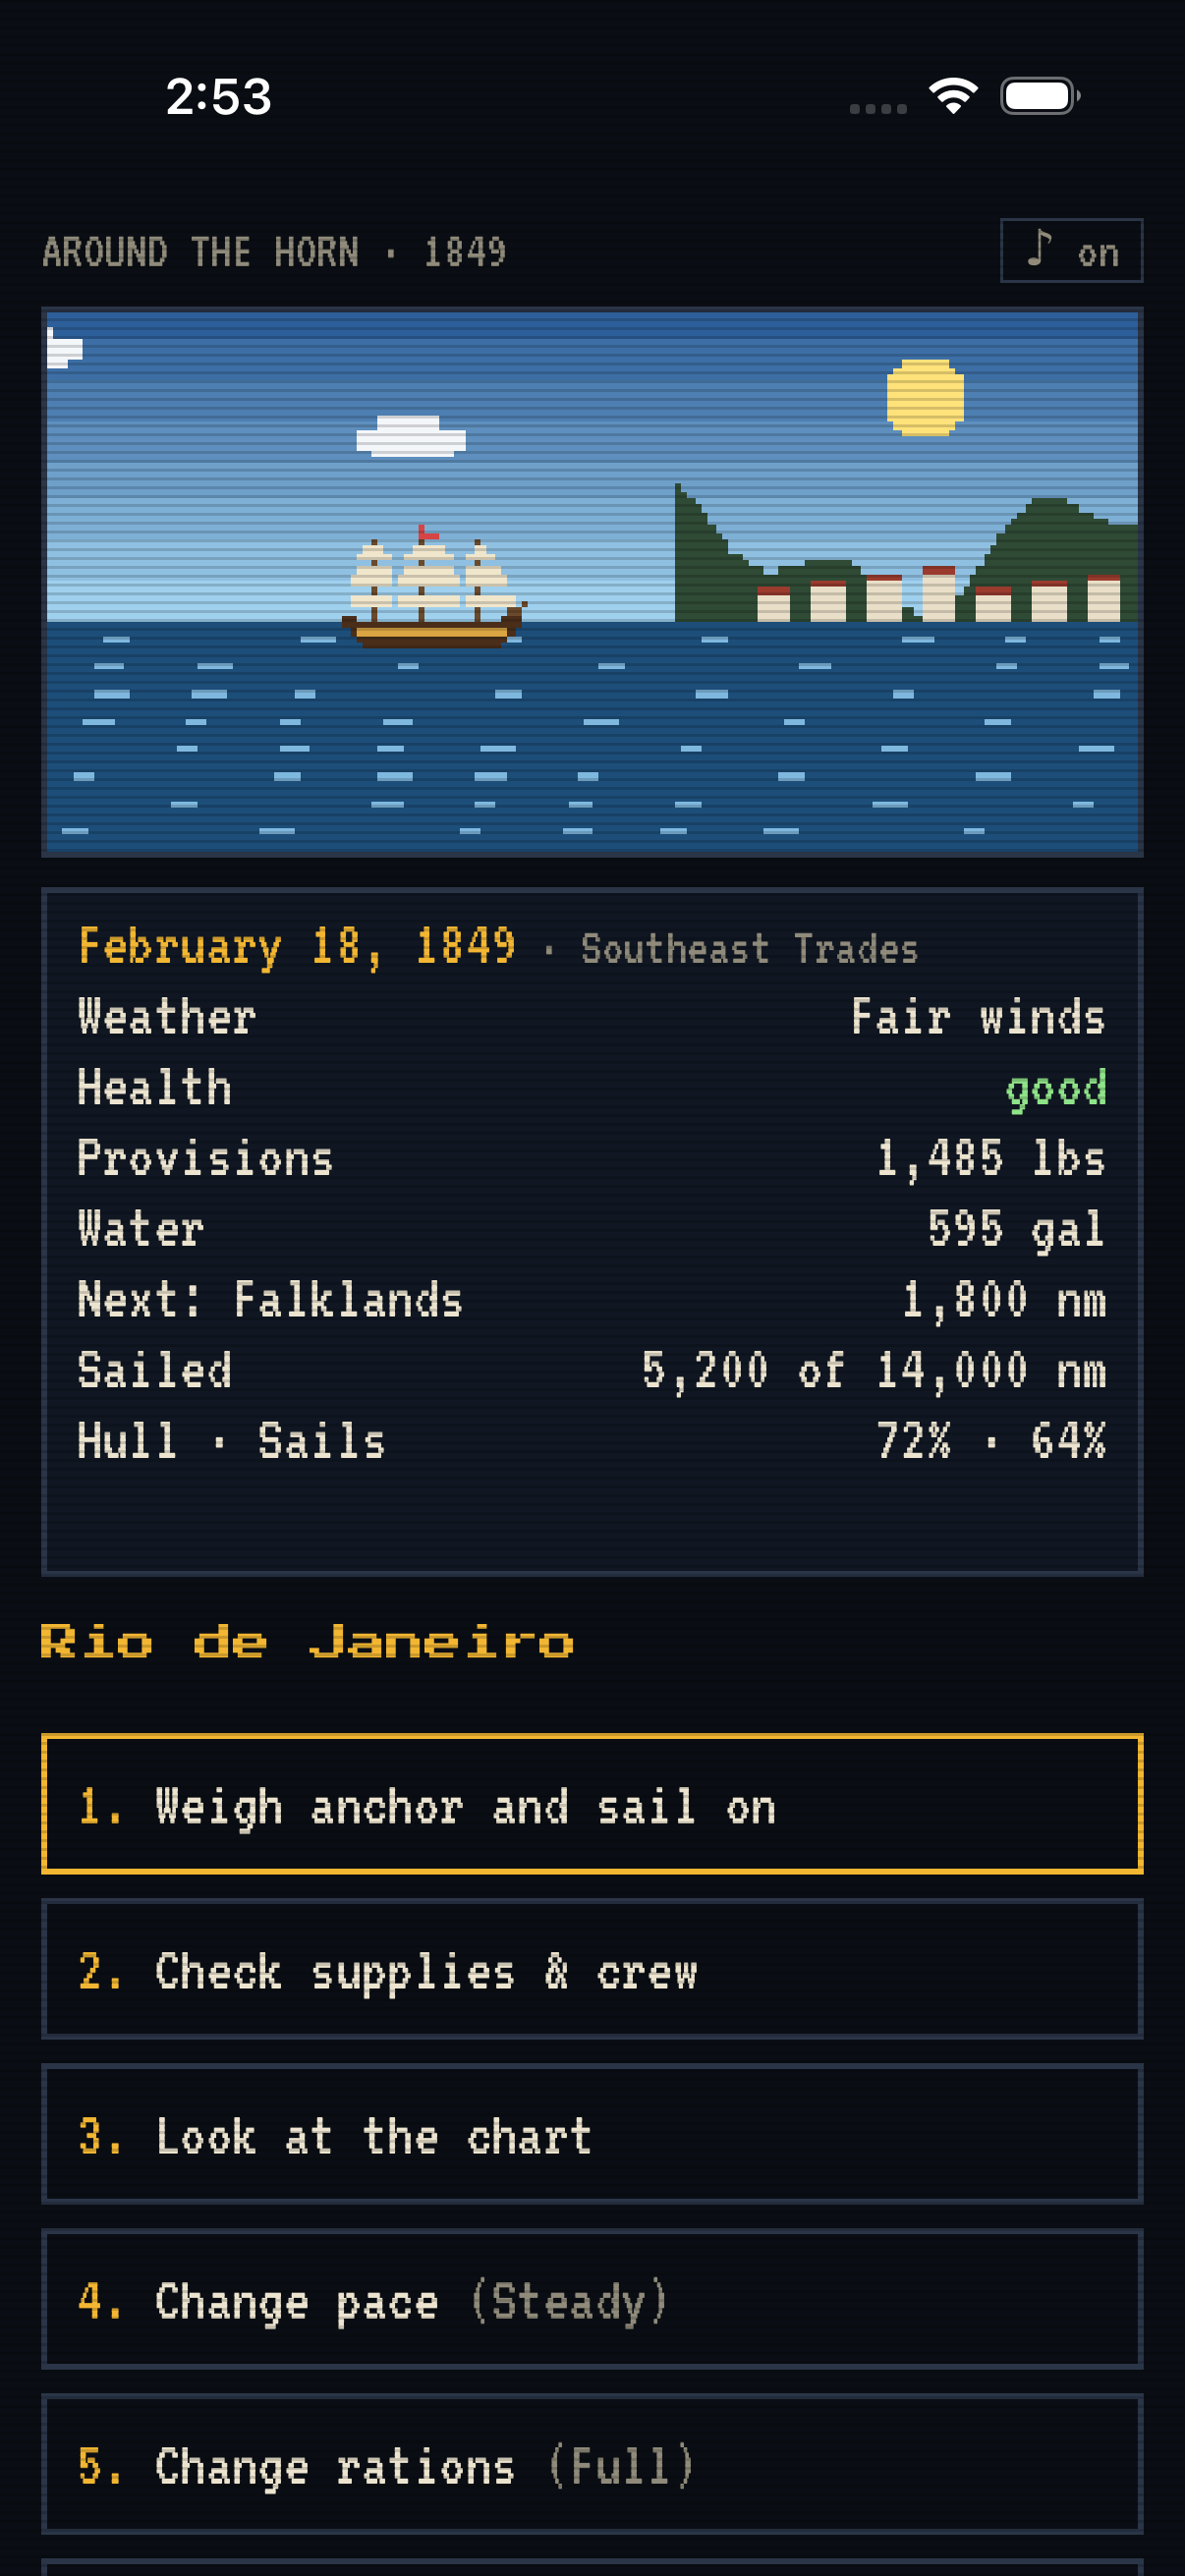 2:53
AROUND THE HORN · 1849
♪ on
February 18, 1849 · Southeast Trades
Weather Fair winds
Health good
Provisions 1,485 lbs
Water 595 gal
Next: Falklands 1,800 nm
Sailed 5,200 of 14,000 nm
Hull · Sails 72% · 64%
Rio de Janeiro
1. Weigh anchor and sail on
2. Check supplies & crew
3. Look at the chart
4. Change pace (Steady)
5. Change rations (Full)